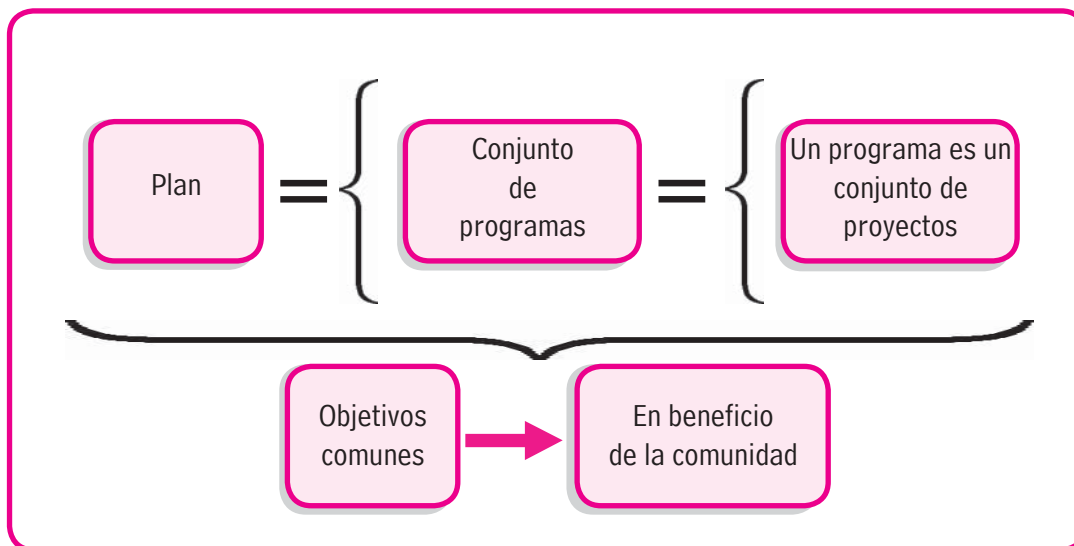 Plan
=
Conjunto
de
programas
=
Un programa es un
conjunto de
proyectos
Objetivos
comunes
En beneficio
de la comunidad